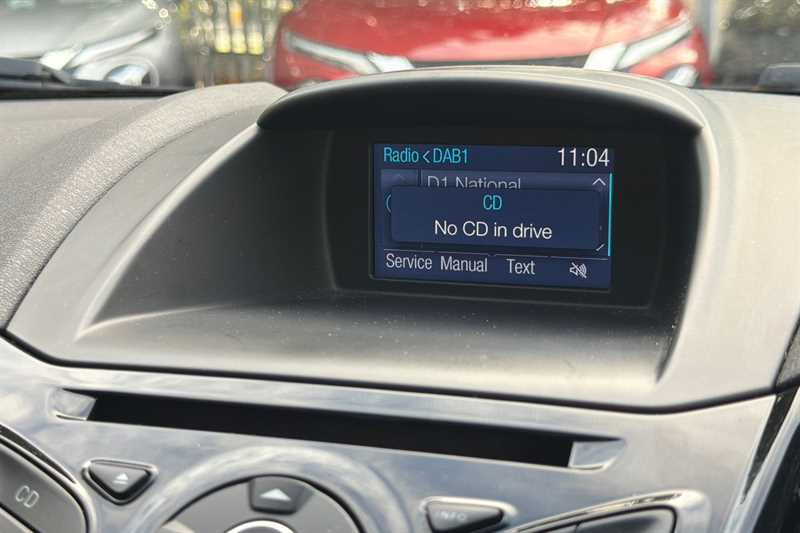 Radio < DAB1 11:04
D1 National
CD
No CD in drive
Service Manual Text
CD
INFO